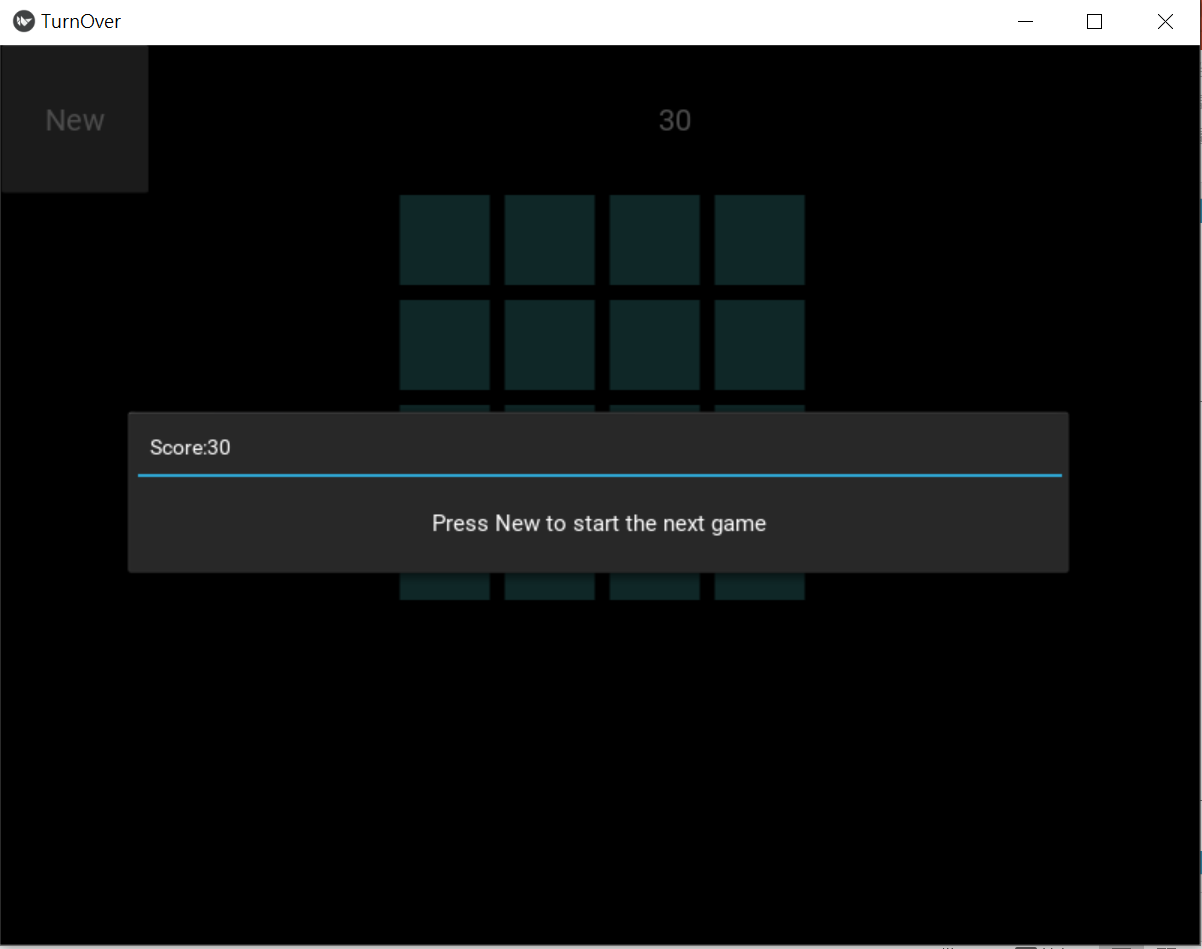 TurnOver
New
30
Score:30
Press New to start the next game